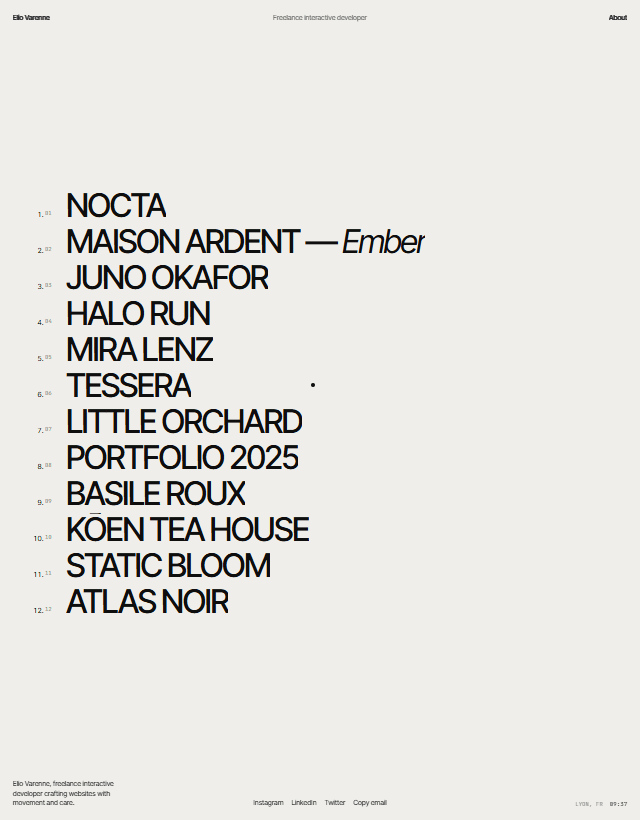 Elio Varenne
Freelance interactive developer
About
1. 01 NOCTA
2. 02 MAISON ARDENT — Ember
3. 03 JUNO OKAFOR
4. 04 HALO RUN
5. 05 MIRA LENZ
6. 06 TESSERA
7. 07 LITTLE ORCHARD
8. 08 PORTFOLIO 2025
9. 09 BASILE ROUX
10. 10 KŌEN TEA HOUSE
11. 11 STATIC BLOOM
12. 12 ATLAS NOIR
Elio Varenne, freelance interactive
developer crafting websites with
movement and care.
Instagram LinkedIn Twitter Copy email
LYON, FR 09:37